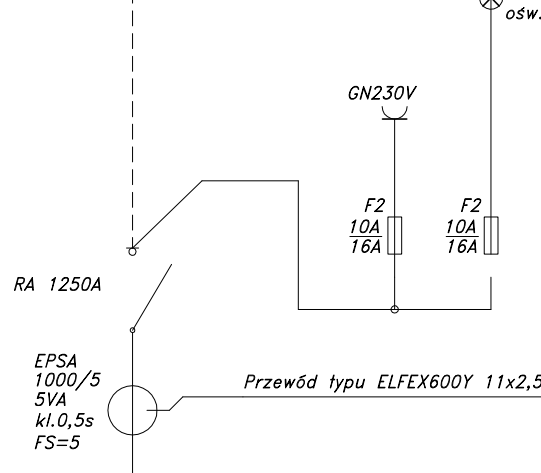 ośw.
GN230V
F2
10A
16A
F2
10A
16A
RA 1250A
EPSA
1000/5
5VA
kl.0,5s
FS=5
Przewód typu ELFEX600Y 11x2,5